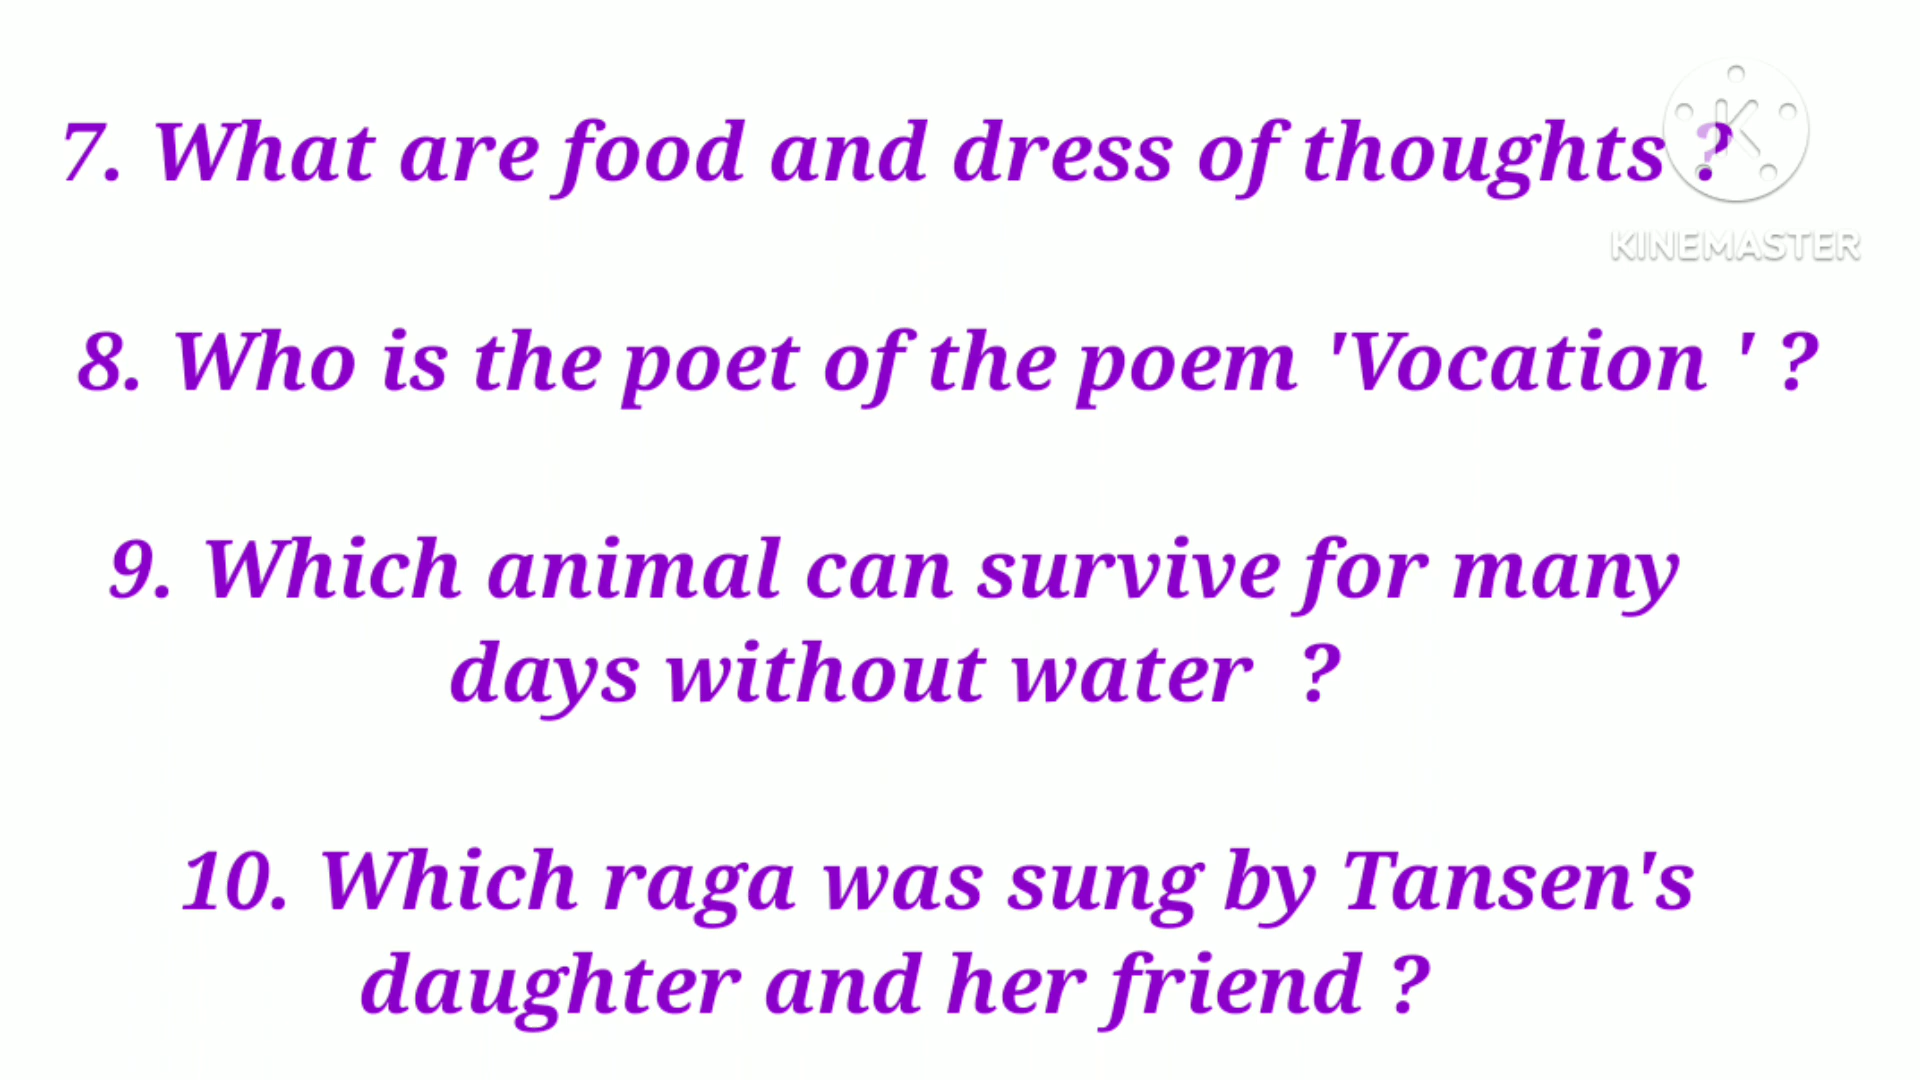 7. What are food and dress of thoughts ?
KINEMASTER
8. Who is the poet of the poem 'Vocation ' ?
9. Which animal can survive for many
days without water ?
10. Which raga was sung by Tansen's
daughter and her friend ?